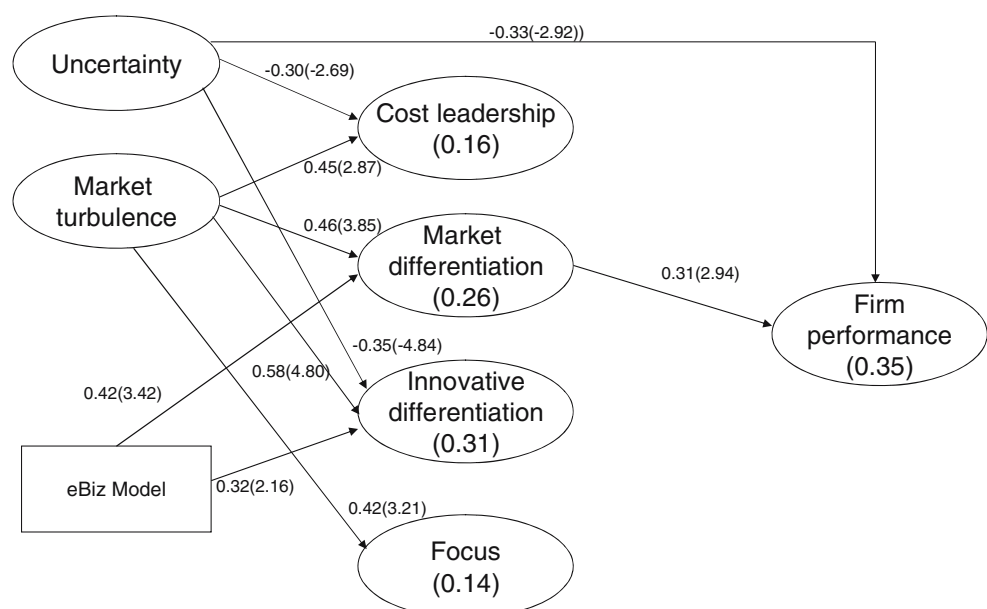 -0.33(-2.92))
Uncertainty
-0.30(-2.69)
Cost leadership
(0.16)
0.45(2.87)
Market
turbulence
0.46(3.85)
Market
differentiation
(0.26)
0.31(2.94)
Firm
performance
(0.35)
-0.35(-4.84)
0.58(4.80)
0.42(3.42)
Innovative
differentiation
(0.31)
eBiz Model
0.32(2.16)
0.42(3.21)
Focus
(0.14)